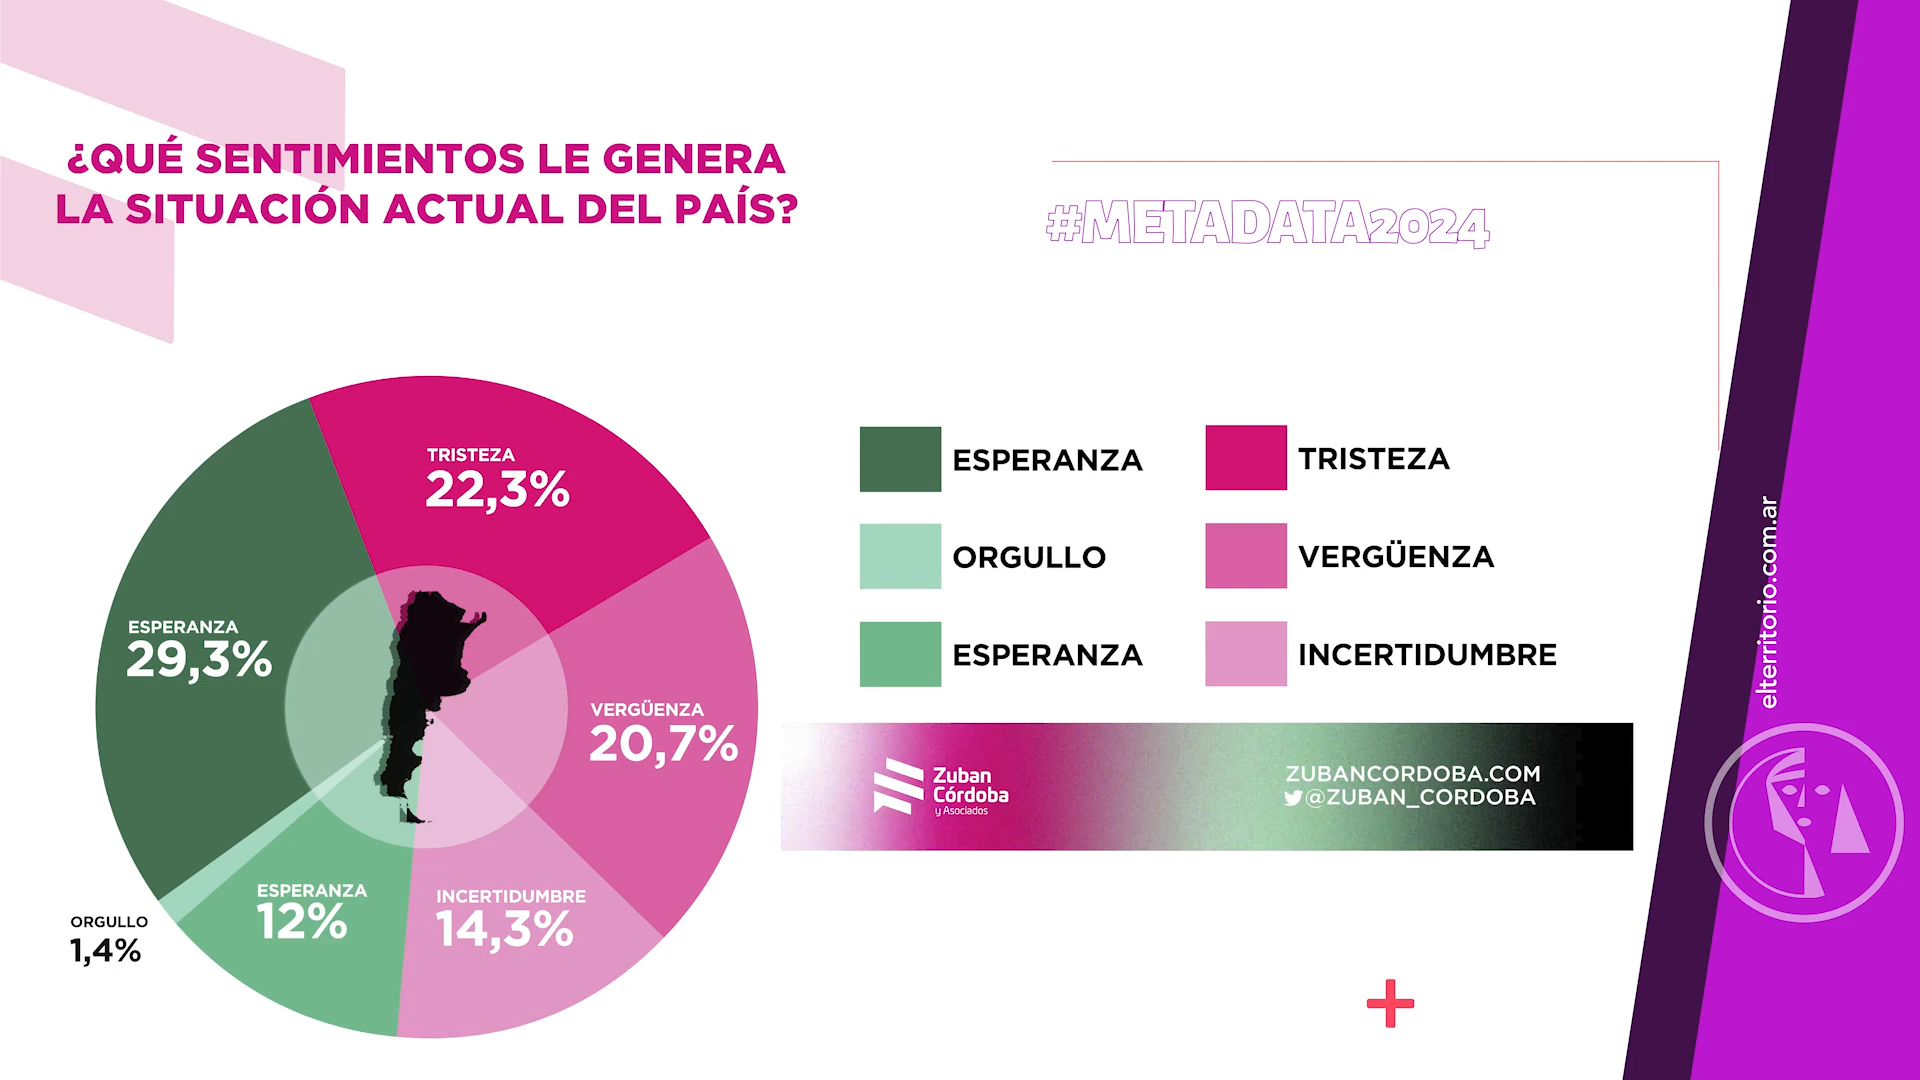 ¿QUÉ SENTIMIENTOS LE GENERA
LA SITUACIÓN ACTUAL DEL PAÍS?
#METADATA2024
TRISTEZA
22,3%
ESPERANZA
29,3%
VERGÜENZA
20,7%
ESPERANZA
12%
INCERTIDUMBRE
14,3%
ORGULLO
1,4%
ESPERANZA
TRISTEZA
ORGULLO
VERGÜENZA
ESPERANZA
INCERTIDUMBRE
Zuban
Córdoba
y Asociados
ZUBANCORDOBA.COM
@ZUBAN_CORDOBA
elterritorio.com.ar